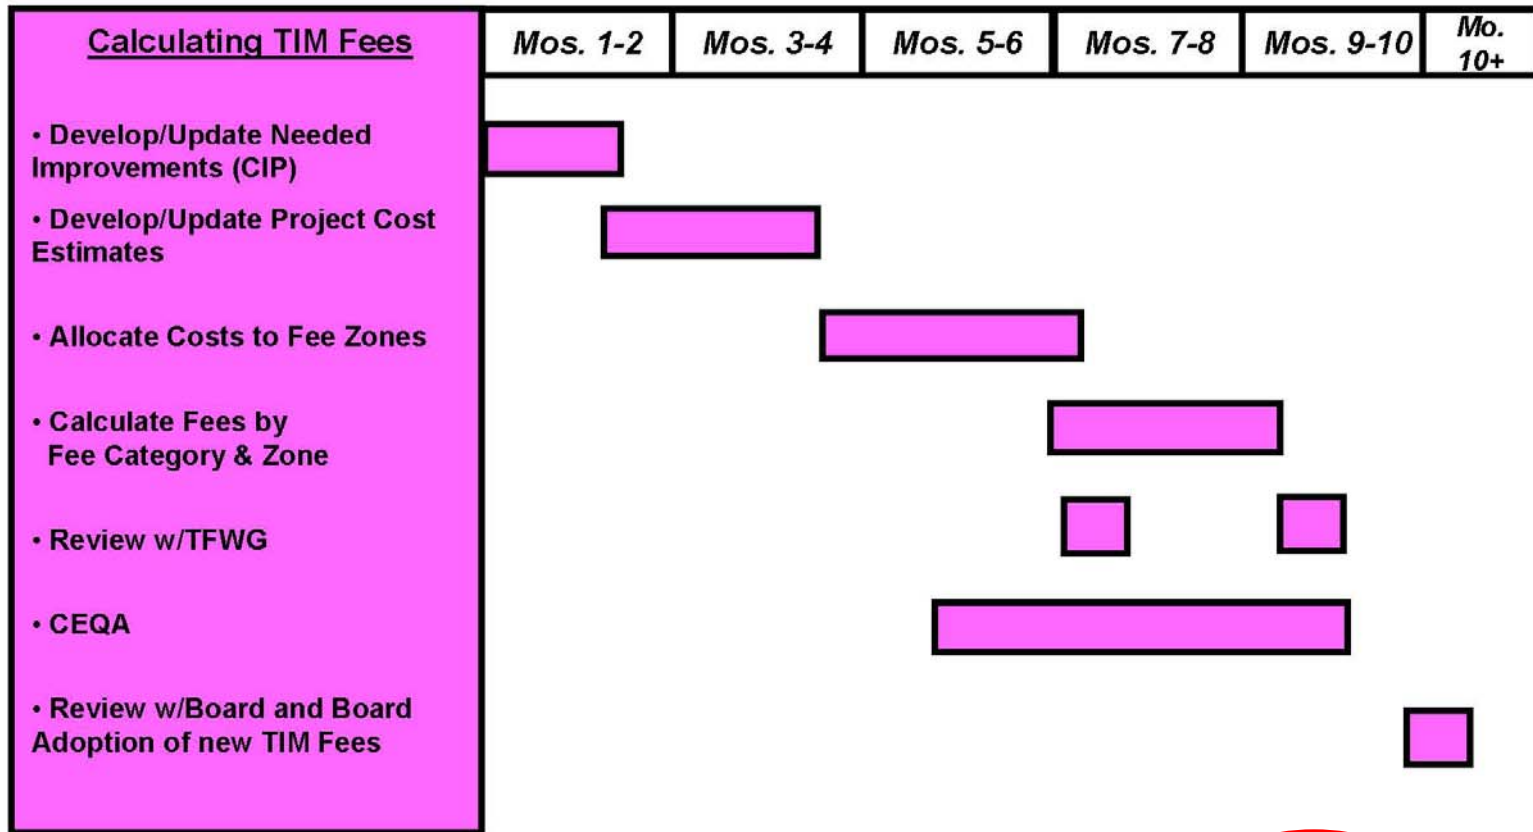 Calculating TIM Fees
Mos. 1-2
Mos. 3-4
Mos. 5-6
Mos. 7-8
Mos. 9-10
Mo.
10+
• Develop/Update Needed
Improvements (CIP)
• Develop/Update Project Cost
Estimates
• Allocate Costs to Fee Zones
• Calculate Fees by
Fee Category & Zone
• Review w/TFWG
• CEQA
• Review w/Board and Board
Adoption of new TIM Fees